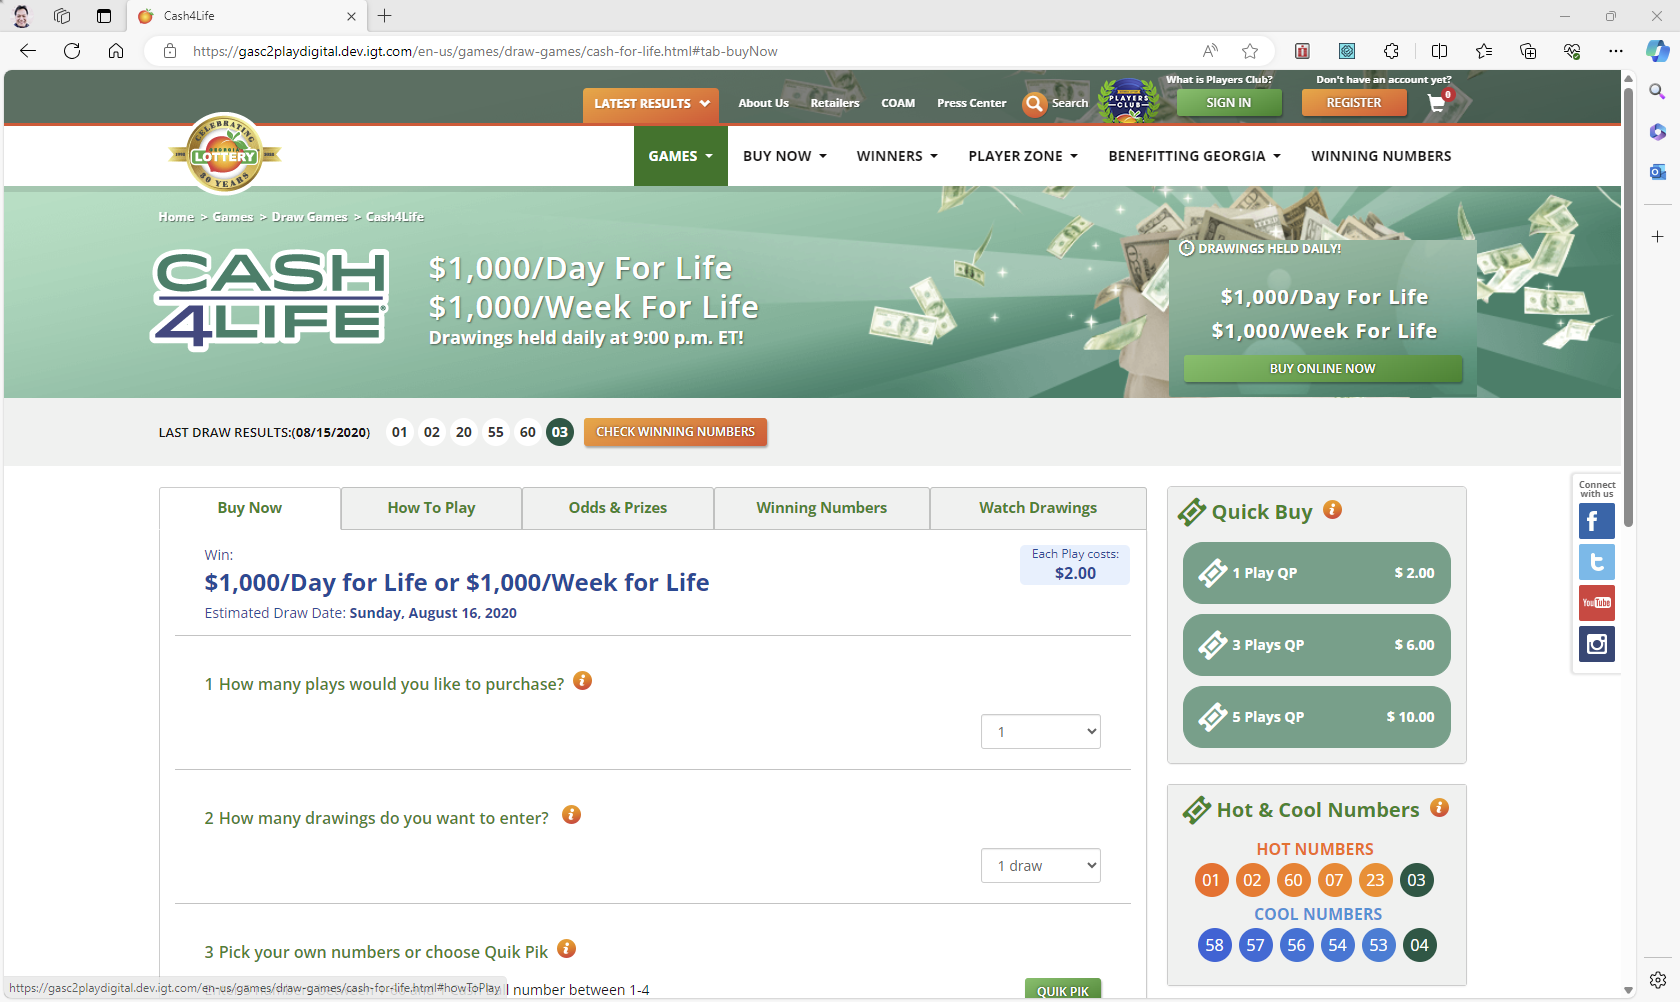 Cash4Life
https://gasc2playdigital.dev.igt.com/en-us/games/draw-games/cash-for-life.html#tab-buyNow
What is Players Club?
Don't have an account yet?
LATEST RESULTS
About Us
Retailers
COAM
Press Center
Search
PLAYERS CLUB
SIGN IN
REGISTER
0
CELEBRATING
GEORGIA
LOTTERY
30 YEARS
GAMES
BUY NOW
WINNERS
PLAYER ZONE
BENEFITTING GEORGIA
WINNING NUMBERS
Home > Games > Draw Games > Cash4Life
CASH
4LIFE
$1,000/Day For Life
$1,000/Week For Life
Drawings held daily at 9:00 p.m. ET!
DRAWINGS HELD DAILY!
$1,000/Day For Life
$1,000/Week For Life
BUY ONLINE NOW
LAST DRAW RESULTS:(08/15/2020) 01 02 20 55 60 03 CHECK WINNING NUMBERS
Buy Now
How To Play
Odds & Prizes
Winning Numbers
Watch Drawings
Win:
$1,000/Day for Life or $1,000/Week for Life
Estimated Draw Date: Sunday, August 16, 2020
Each Play costs:
$2.00
1 How many plays would you like to purchase?
1
2 How many drawings do you want to enter?
1 draw
3 Pick your own numbers or choose Quik Pik
l number between 1-4
QUIK PIK
Quick Buy
1 Play QP $ 2.00
3 Plays QP $ 6.00
5 Plays QP $ 10.00
Hot & Cool Numbers
HOT NUMBERS
01 02 60 07 23 03
COOL NUMBERS
58 57 56 54 53 04
Connect
with us
YouTube
https://gasc2playdigital.dev.igt.com/en-us/games/draw-games/cash-for-life.html#howToPlay